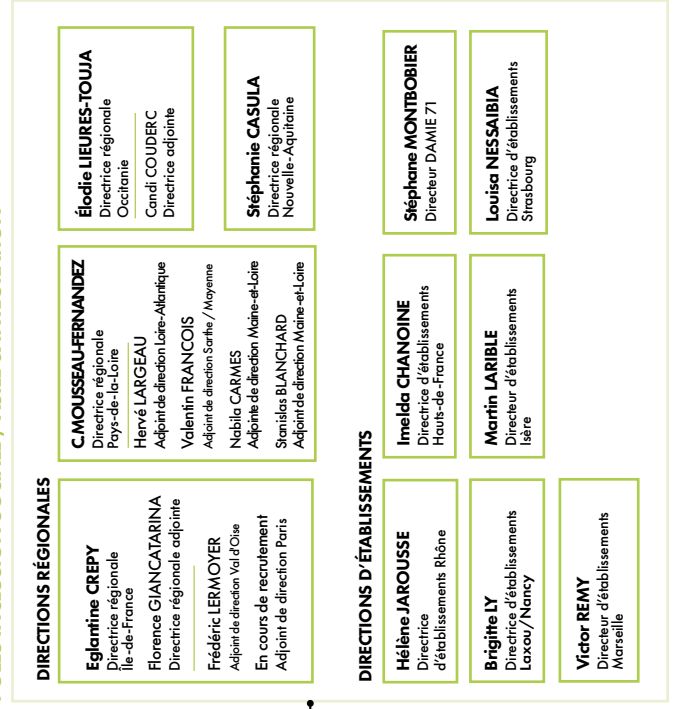 DIRECTIONS RÉGIONALES
Eglantine CREPY
Directrice régionale
Île-de-France
Florence GIANCATARINA
Directrice régionale adjointe
Frédéric LERMOYER
Adjoint de direction Val d'Oise
En cours de recrutement
Adjoint de direction Paris
C.MOUSSEAU-FERNANDEZ
Directrice régionale
Pays-de-la-Loire
Hervé LARGEAU
Adjoint de direction Loire-Atlantique
Valentin FRANCOIS
Adjoint de direction Sarthe / Mayenne
Nabila CARMES
Adjointe de direction Maine-et-Loire
Stanislas BLANCHARD
Adjoint de direction Maine-et-Loire
Élodie LIEURES-TOUJA
Directrice régionale
Occitanie
Candi COUDERC
Directrice adjointe
Stéphanie CASULA
Directrice régionale
Nouvelle-Aquitaine
DIRECTIONS D'ÉTABLISSEMENTS
Hélène JAROUSSE
Directrice
d'établissements Rhône
Imelda CHANOINE
Directrice d'établissements
Hauts-de-France
Stéphane MONTBOBIER
Directeur DAMIE 71
Brigitte LY
Directrice d'établissements
Laxou/Nancy
Martin LARIBLE
Directeur d'établissements
Isère
Louisa NESSAIBIA
Directrice d'établissements
Strasbourg
Victor REMY
Directeur d'établissements
Marseille